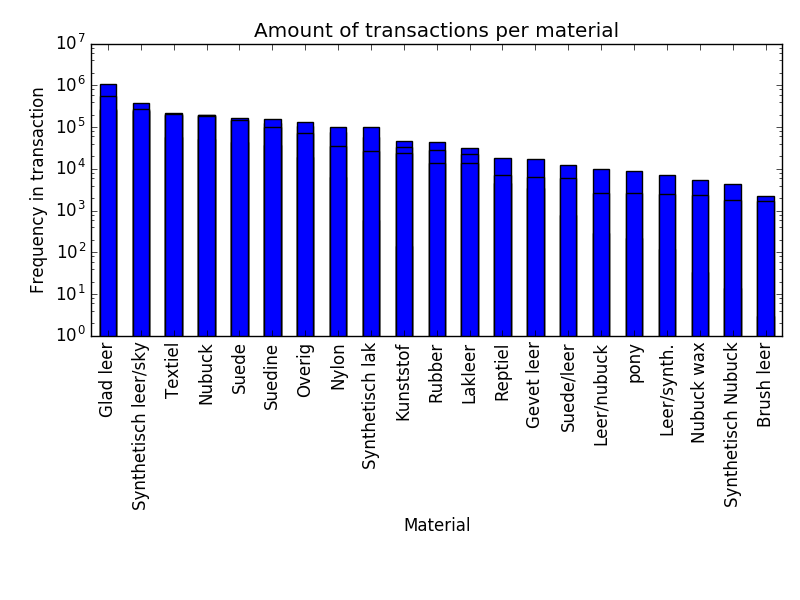 Amount of transactions per material
Frequency in transaction
10^7
10^6
10^5
10^4
10^3
10^2
10^1
10^0
Glad leer
Synthetisch leer/sky
Textiel
Nubuck
Suede
Suedine
Overig
Nylon
Synthetisch lak
Kunststof
Rubber
Lakleer
Reptiel
Gevet leer
Suede/leer
Leer/nubuck
pony
Leer/synth.
Nubuck wax
Synthetisch Nubuck
Brush leer
Material